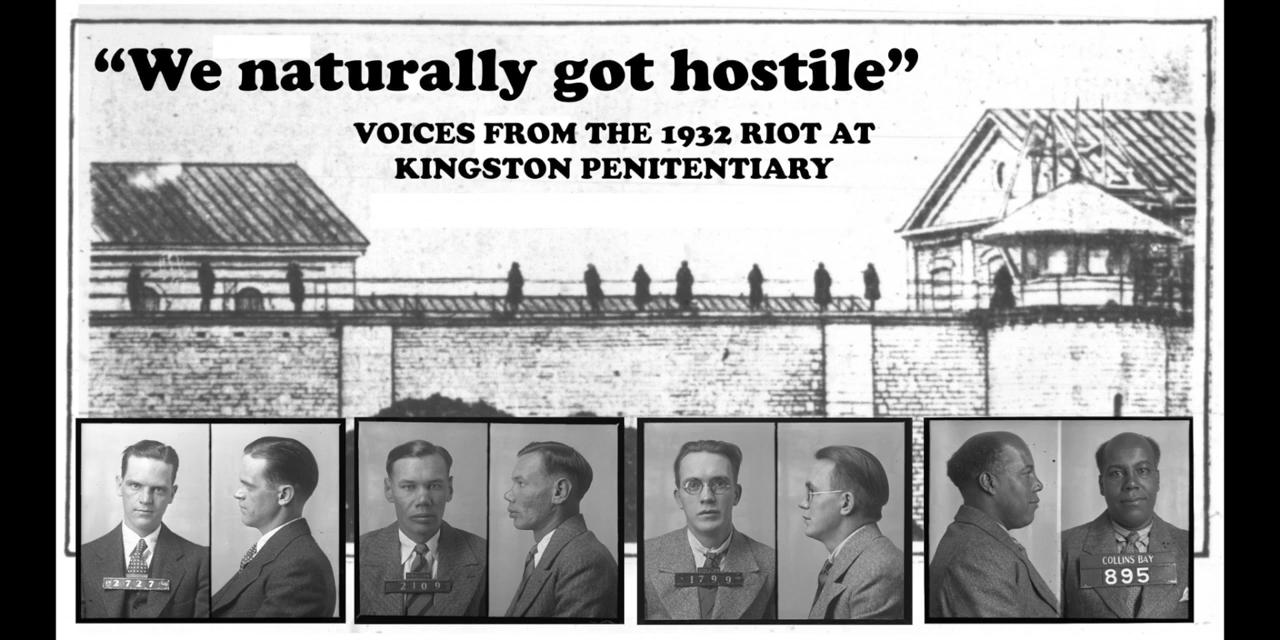 “We naturally got hostile”
VOICES FROM THE 1932 RIOT AT
KINGSTON PENITENTIARY
2727
2109
1799
COLLINS BAY
895